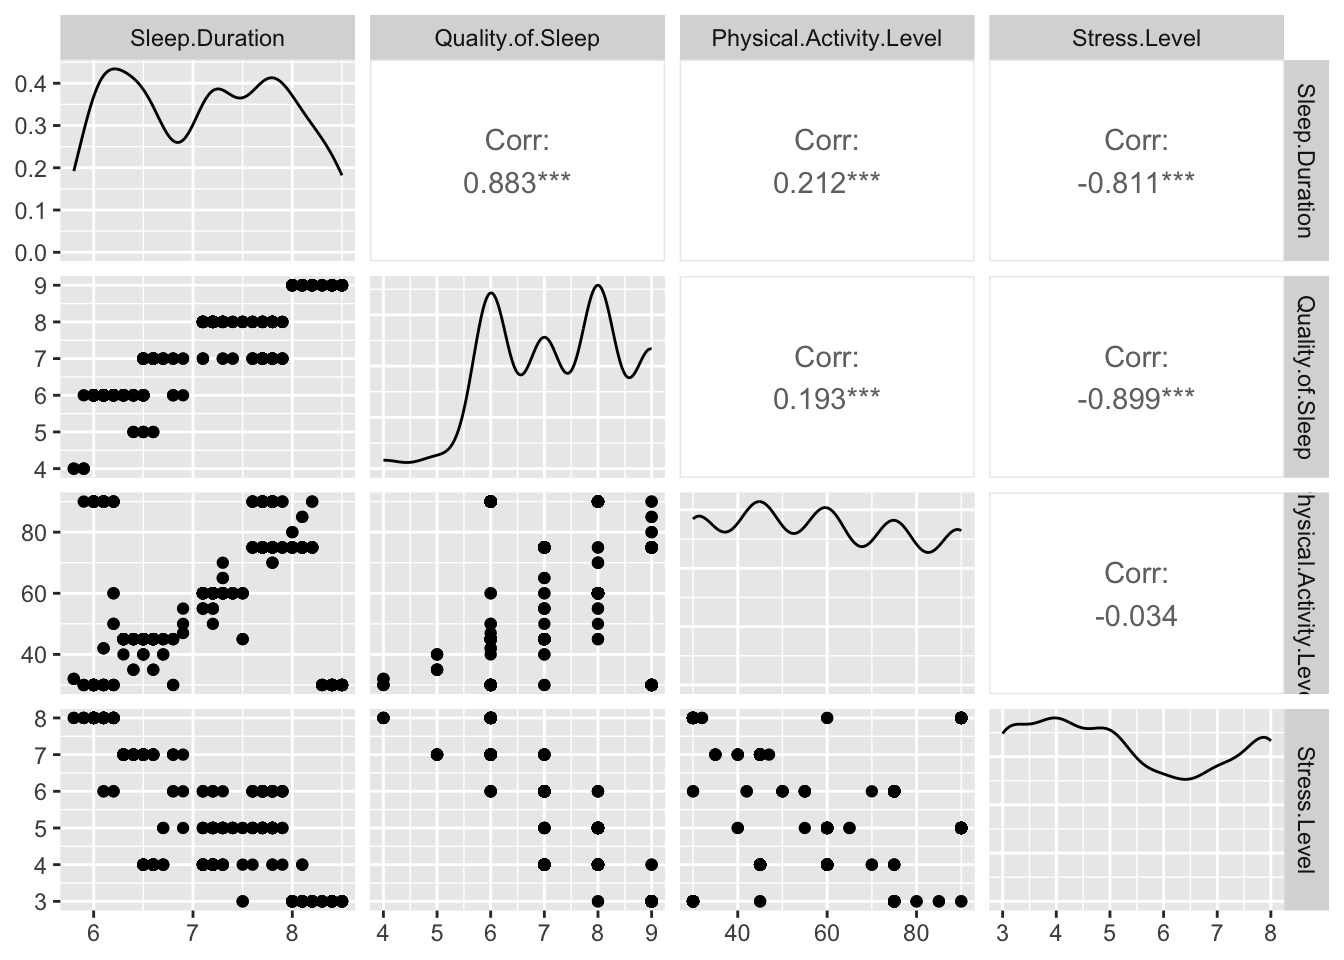 Sleep.Duration Quality.of.Sleep Physical.Activity.Level Stress.Level
0.4
0.3
0.2
0.1
0.0
Corr:
0.883***
Corr:
0.212***
Corr:
-0.811***
Sleep.Duration
9
8
7
6
5
4
Corr:
0.193***
Corr:
-0.899***
Quality.of.Sleep
80
60
40
Corr:
-0.034
hysical.Activity.Leve
8
7
6
5
4
3
Stress.Level
6 7 8
4 5 6 7 8 9
40 60 80
3 4 5 6 7 8